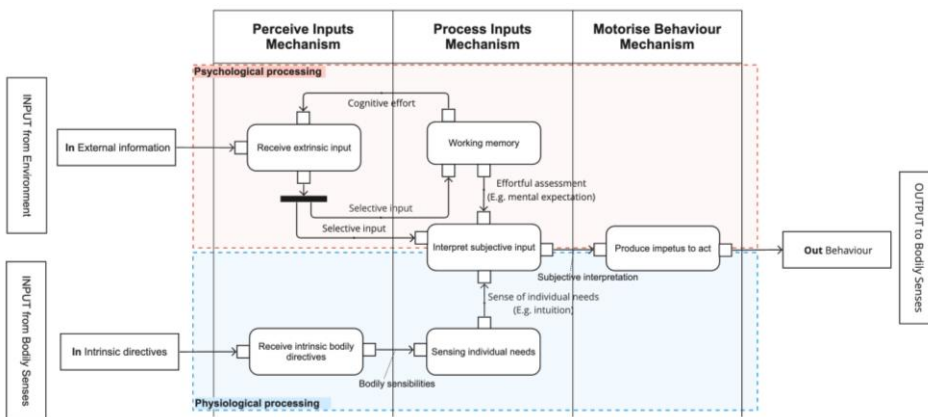 Perceive Inputs
Mechanism
Process Inputs
Mechanism
Motorise Behaviour
Mechanism
Psychological processing
INPUT from Environment
In External information
Receive extrinsic input
Cognitive effort
Working memory
Effortful assessment
(E.g. mental expectation)
Selective input
Selective input
Interpret subjective input
Subjective interpretation
Produce impetus to act
Out Behaviour
OUTPUT to Bodily Senses
INPUT from Bodily Senses
In Intrinsic directives
Receive intrinsic bodily
directives
Bodily sensibilities
Sensing individual needs
Sense of individual needs
(E.g. intuition)
Physiological processing